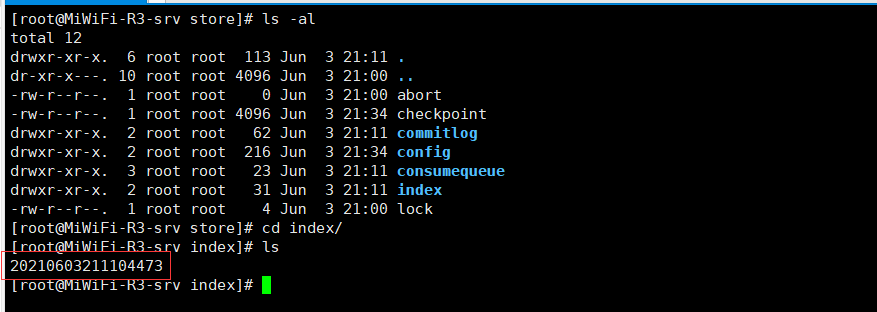 [root@MiWiFi-R3-srv store]# ls -al
total 12
drwxr-xr-x.  6 root root  113 Jun  3 21:11 .
dr-xr-x---. 10 root root 4096 Jun  3 21:00 ..
-rw-r--r--.  1 root root    0 Jun  3 21:00 abort
-rw-r--r--.  1 root root 4096 Jun  3 21:34 checkpoint
drwxr-xr-x.  2 root root   62 Jun  3 21:11 commitlog
drwxr-xr-x.  2 root root  216 Jun  3 21:34 config
drwxr-xr-x.  3 root root   23 Jun  3 21:11 consumequeue
drwxr-xr-x.  2 root root   31 Jun  3 21:11 index
-rw-r--r--.  1 root root    4 Jun  3 21:00 lock
[root@MiWiFi-R3-srv store]# cd index/
[root@MiWiFi-R3-srv index]# ls
20210603211104473
[root@MiWiFi-R3-srv index]#